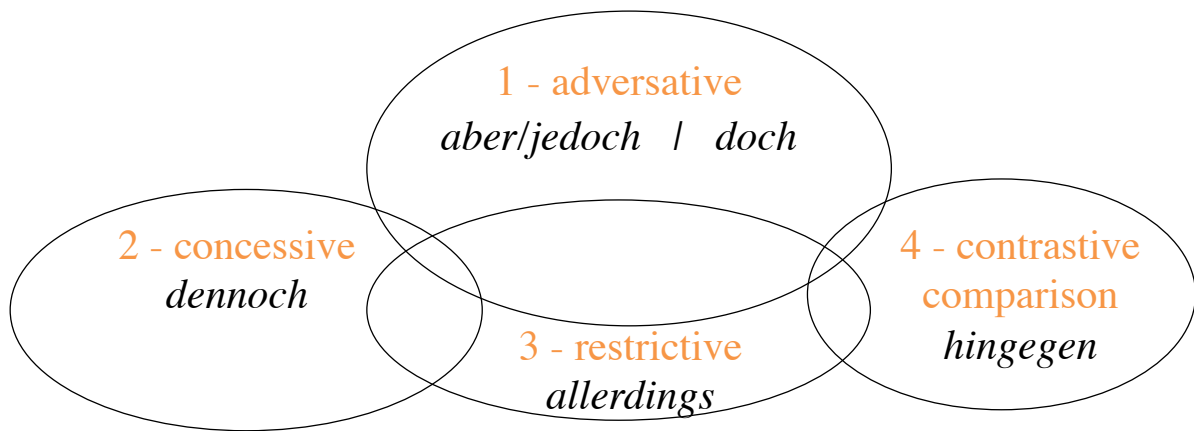 1 - adversative
aber/jedoch / doch
2 - concessive
dennoch
3 - restrictive
allerdings
4 - contrastive
comparison
hingegen